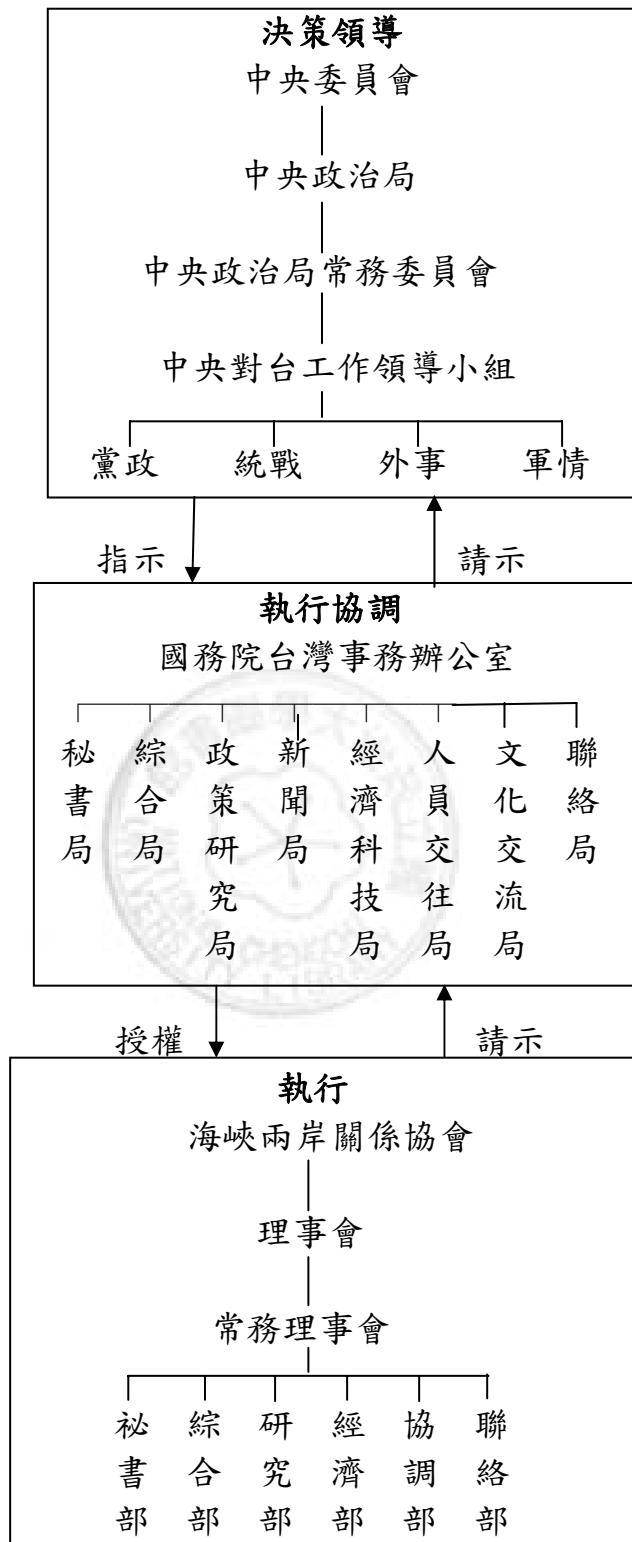 決策領導
中央委員會
中央政治局
中央政治局常務委員會
中央對台工作領導小組
黨政 統戰 外事 軍情
指示 請示
執行協調
國務院台灣事務辦公室
秘書局
綜合局
政策研究局
新聞局
經濟科技局
人員交往局
文化交流局
聯絡局
授權 請示
執行
海峽兩岸關係協會
理事會
常務理事會
祕書部
綜合部
研究部
經濟部
協調部
聯絡部